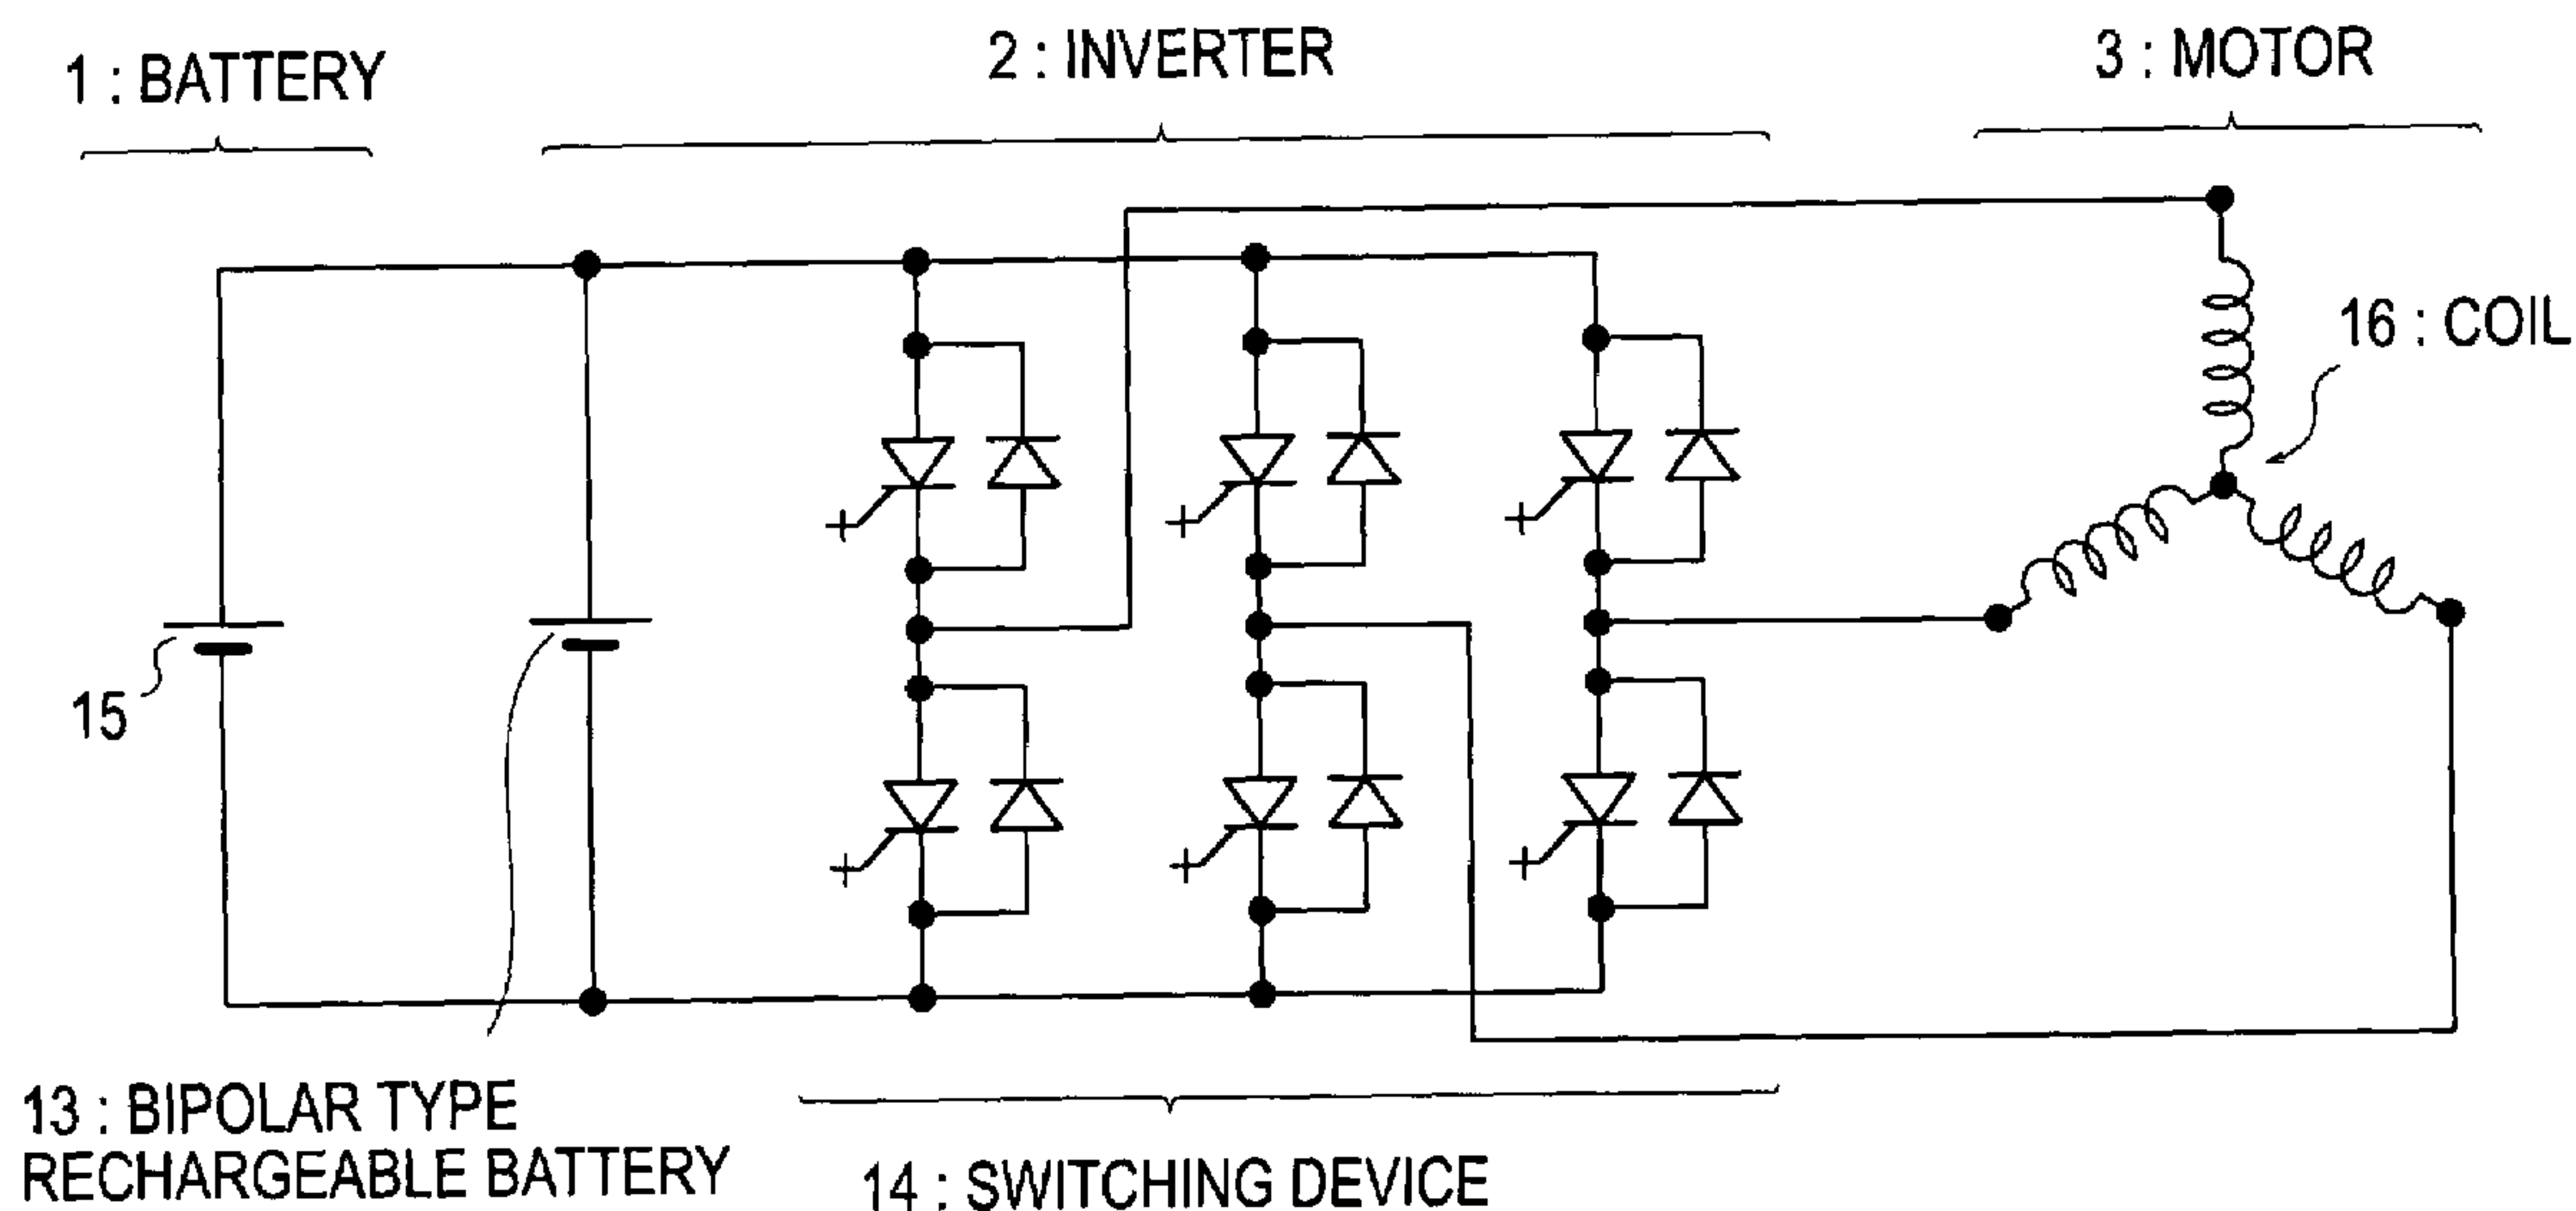 1 : BATTERY
2 : INVERTER
3 : MOTOR
16 : COIL
15
13 : BIPOLAR TYPE
RECHARGEABLE BATTERY
14 : SWITCHING DEVICE